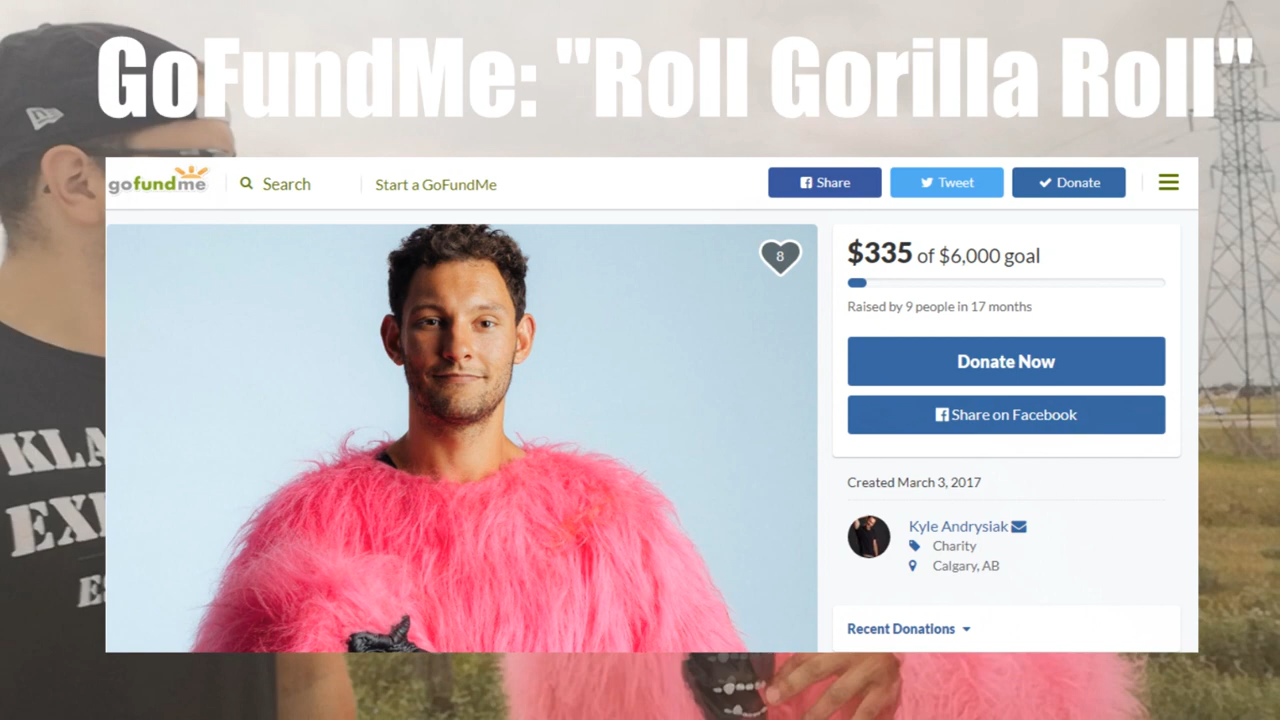 GoFundMe: "Roll Gorilla Roll"
gofundme
Search
Start a GoFundMe
Share
Tweet
Donate
8
$335 of $6,000 goal
Raised by 9 people in 17 months
Donate Now
Share on Facebook
Created March 3, 2017
Kyle Andrysiak
Charity
Calgary, AB
Recent Donations
KLA
EX
E